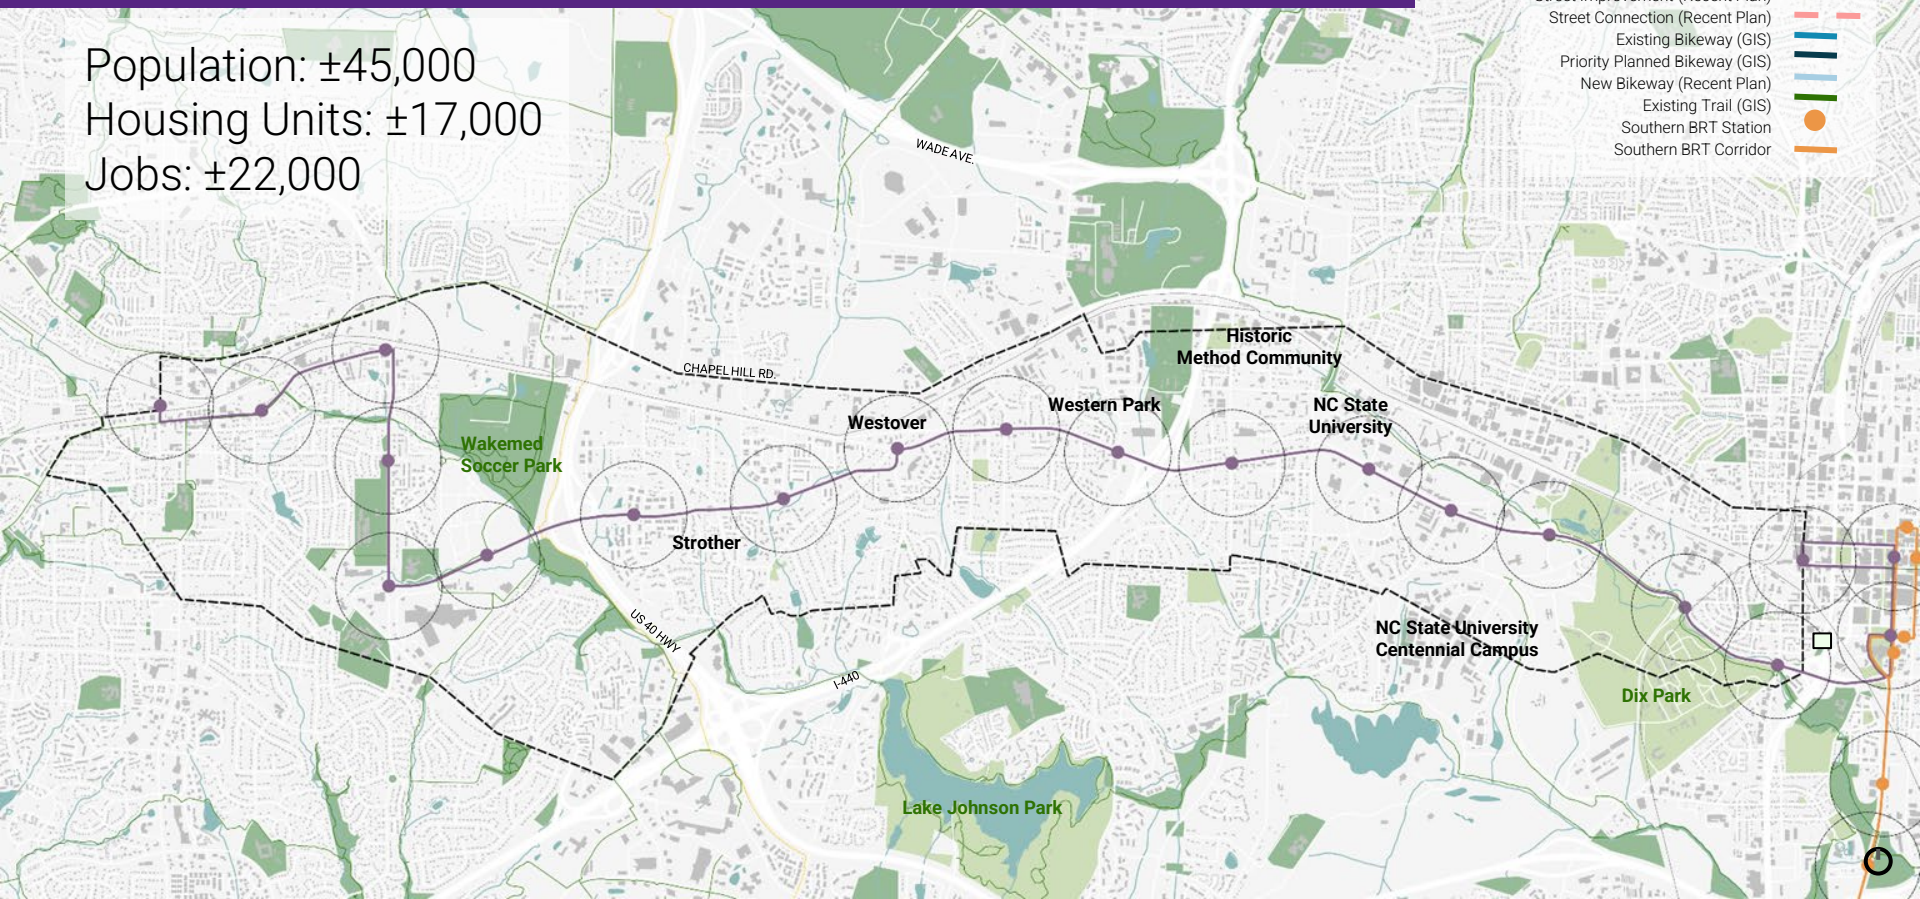 Population: ±45,000
Housing Units: ±17,000
Jobs: ±22,000
Street Connection (Recent Plan)
Existing Bikeway (GIS)
Priority Planned Bikeway (GIS)
New Bikeway (Recent Plan)
Existing Trail (GIS)
Southern BRT Station
Southern BRT Corridor
WADE AVE.
Historic
Method Community
CHAPEL HILL RD.
Western Park
NC State
University
Westover
Wakemed
Soccer Park
Strother
US 40 HWY
NC State University
Centennial Campus
I-440
Dix Park
Lake Johnson Park